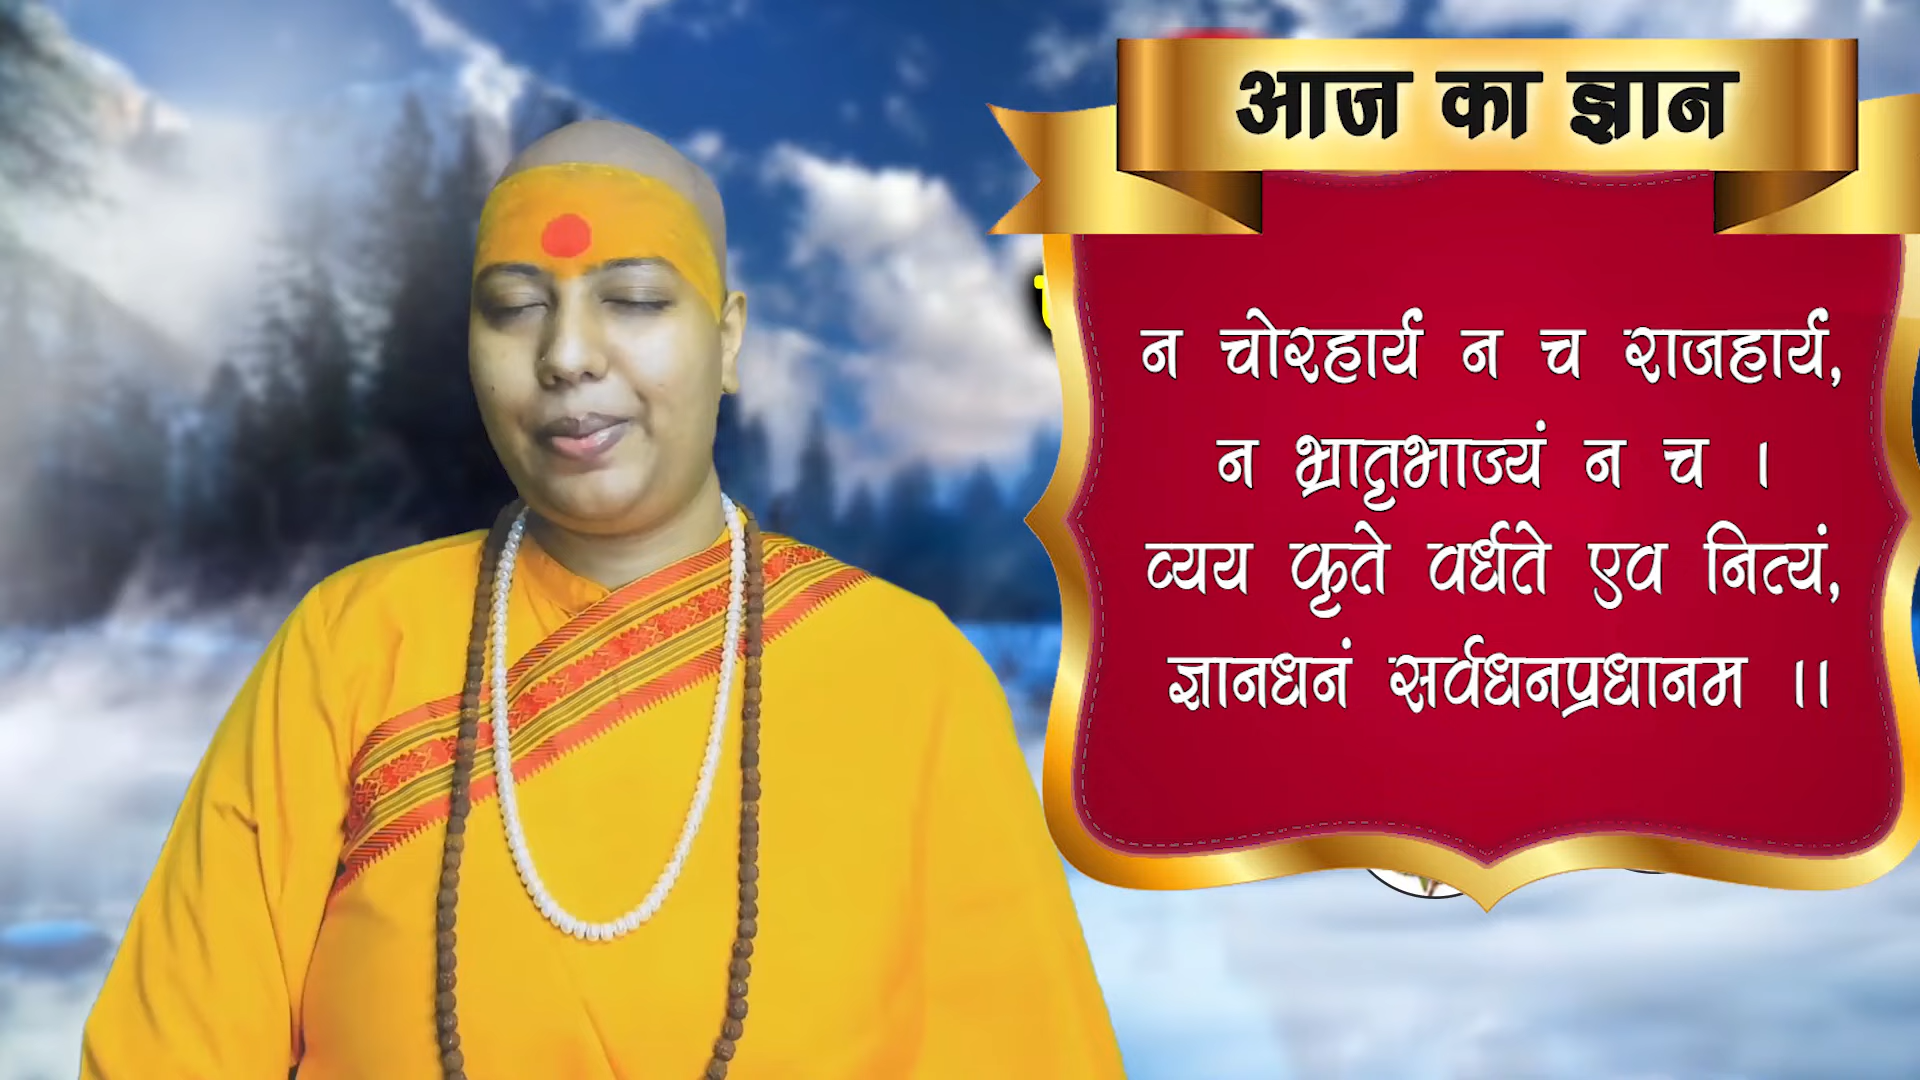 आज का ज्ञान
न चोरहार्य न च राजहार्य,
न भ्रातृभाज्यं न च ।
व्यय कृते वर्धते एव नित्यं,
ज्ञानधनं सर्वधनप्रधानम ।।